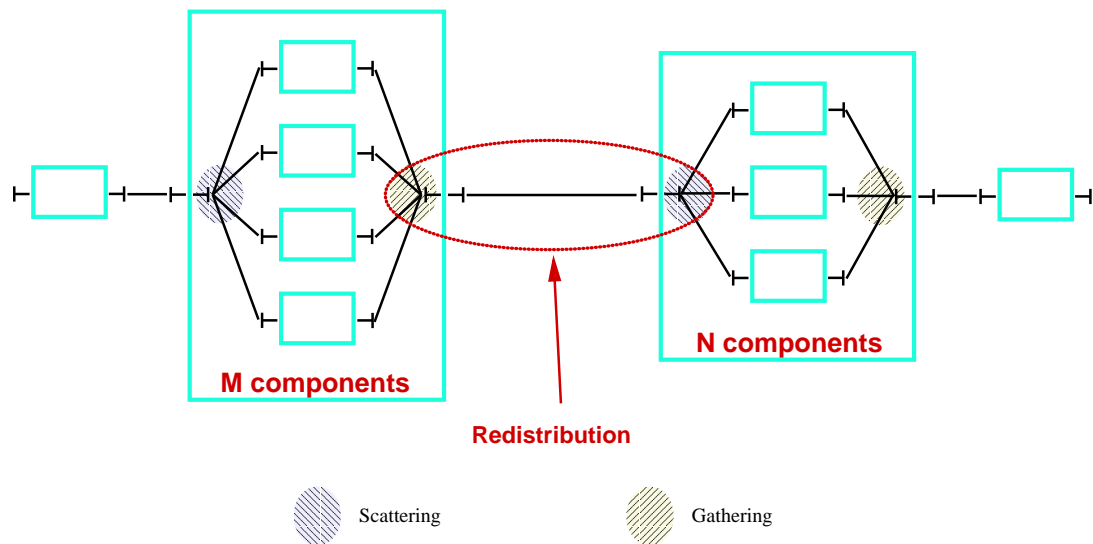 N components
M components
Redistribution
Scattering
Gathering